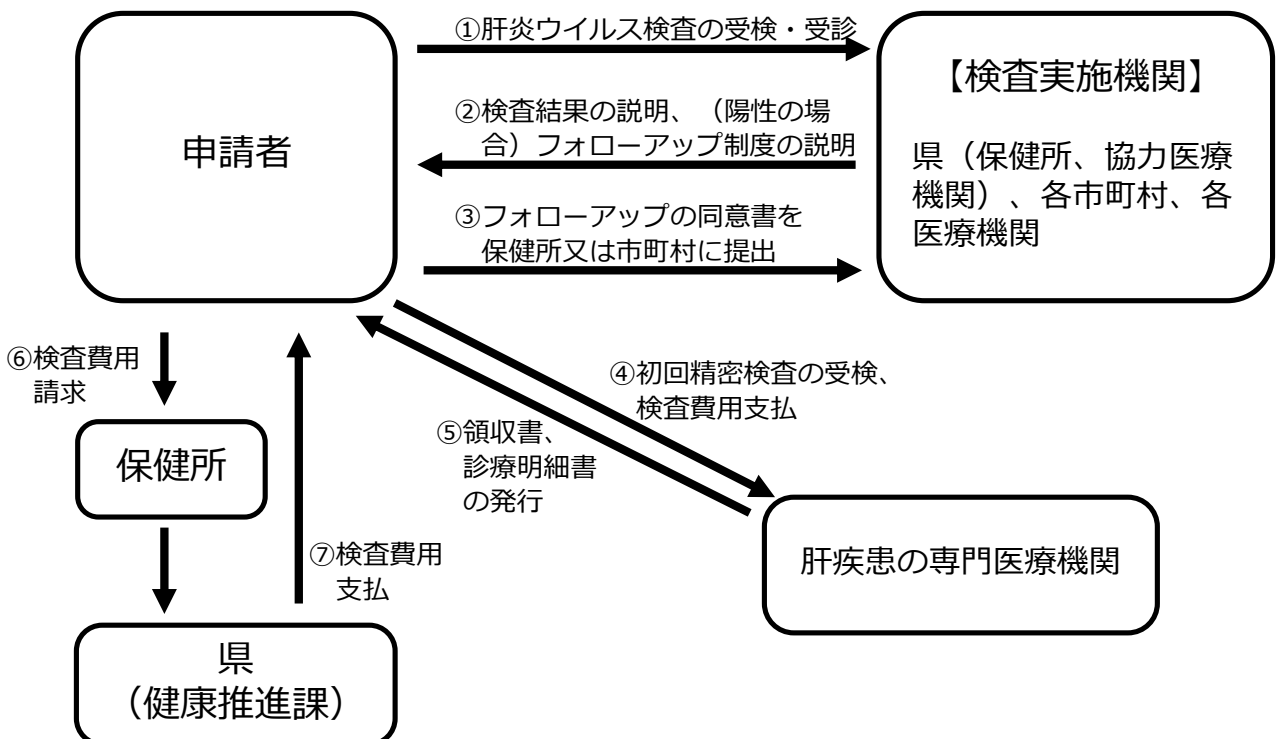 申請者
①肝炎ウイルス検査の受検・受診
②検査結果の説明、（陽性の場
合）フォローアップ制度の説明
③フォローアップの同意書を
保健所又は市町村に提出
【検査実施機関】
県（保健所、協力医療
機関）、各市町村、各
医療機関
④初回精密検査の受検、
検査費用支払
⑤領収書、
診療明細書
の発行
肝疾患の専門医療機関
⑥検査費用
請求
保健所
⑦検査費用
支払
県
（健康推進課）